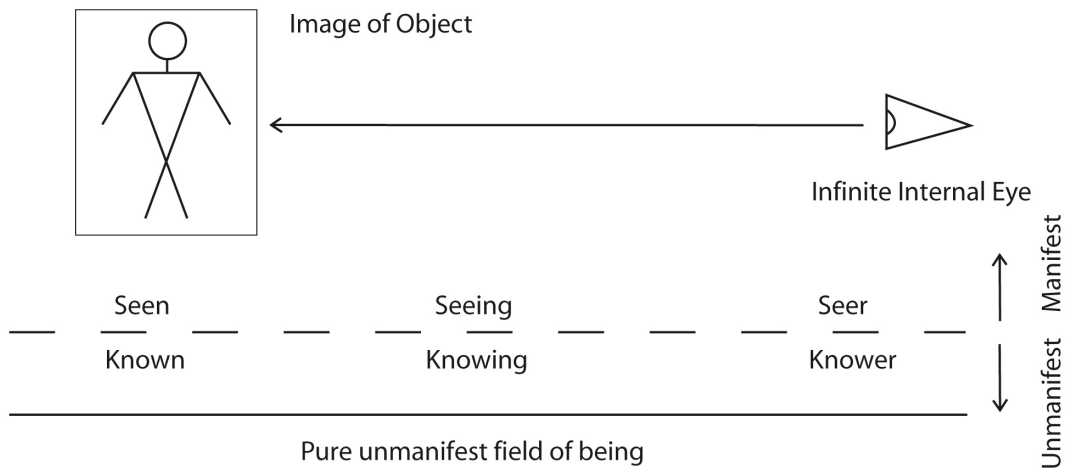 Image of Object
Infinite Internal Eye
Seen Seeing Seer
Known Knowing Knower
Pure unmanifest field of being
Manifest
Unmanifest